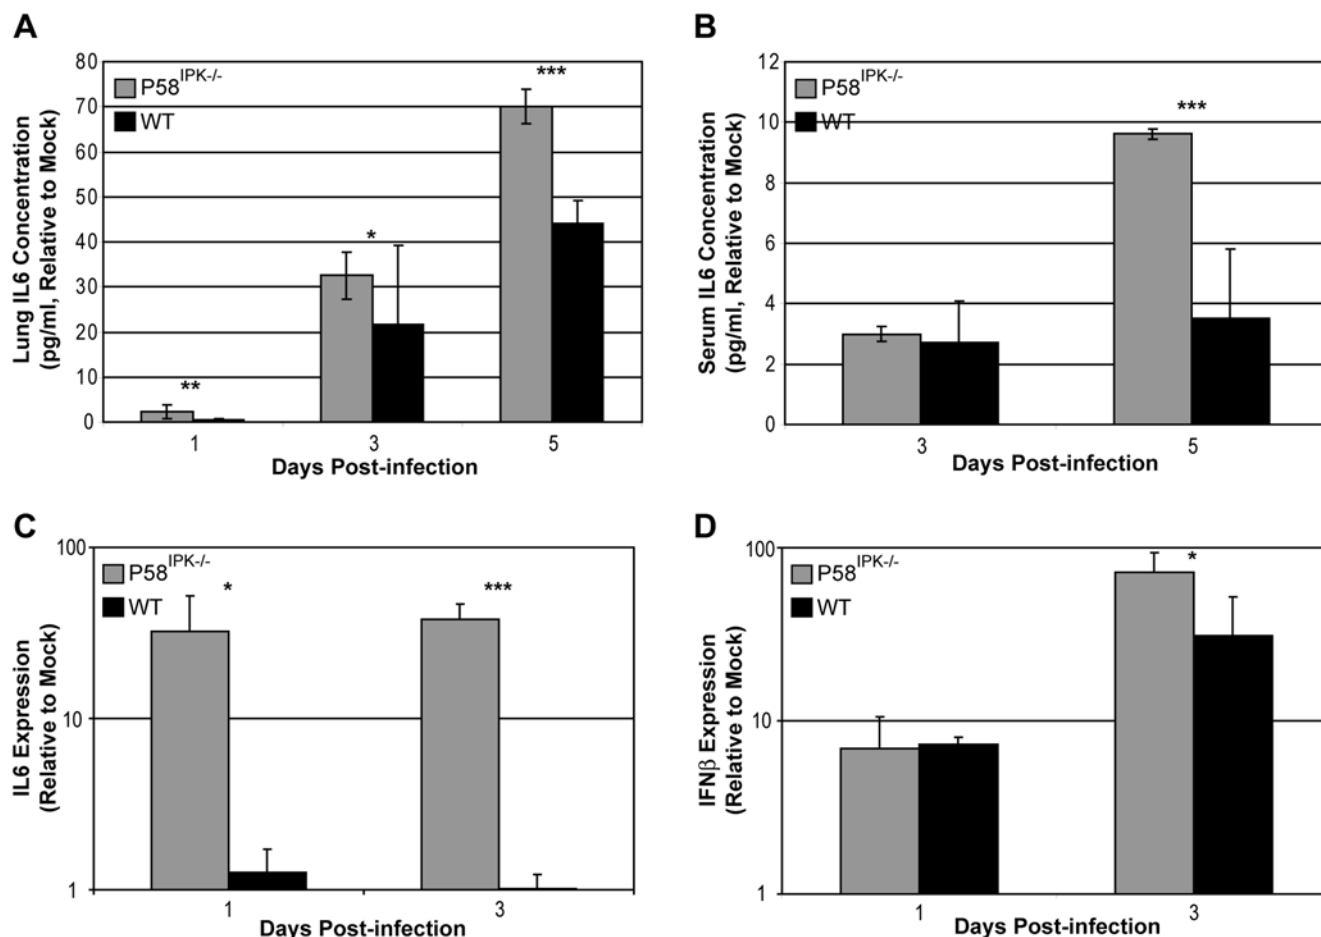 A
Lung IL6 Concentration
(pg/ml, Relative to Mock)
80
70
60
50
40
30
20
10
0
P58IPK-/-
WT
**
*
***
1 3 5
Days Post-infection
B
Serum IL6 Concentration
(pg/ml, Relative to Mock)
12
10
8
6
4
2
0
P58IPK-/-
WT
***
3 5
Days Post-infection
C
IL6 Expression
(Relative to Mock)
100
10
1
P58IPK-/-
WT
*
***
1 3
Days Post-infection
D
IFNβ Expression
(Relative to Mock)
100
10
1
P58IPK-/-
WT
*
1 3
Days Post-infection